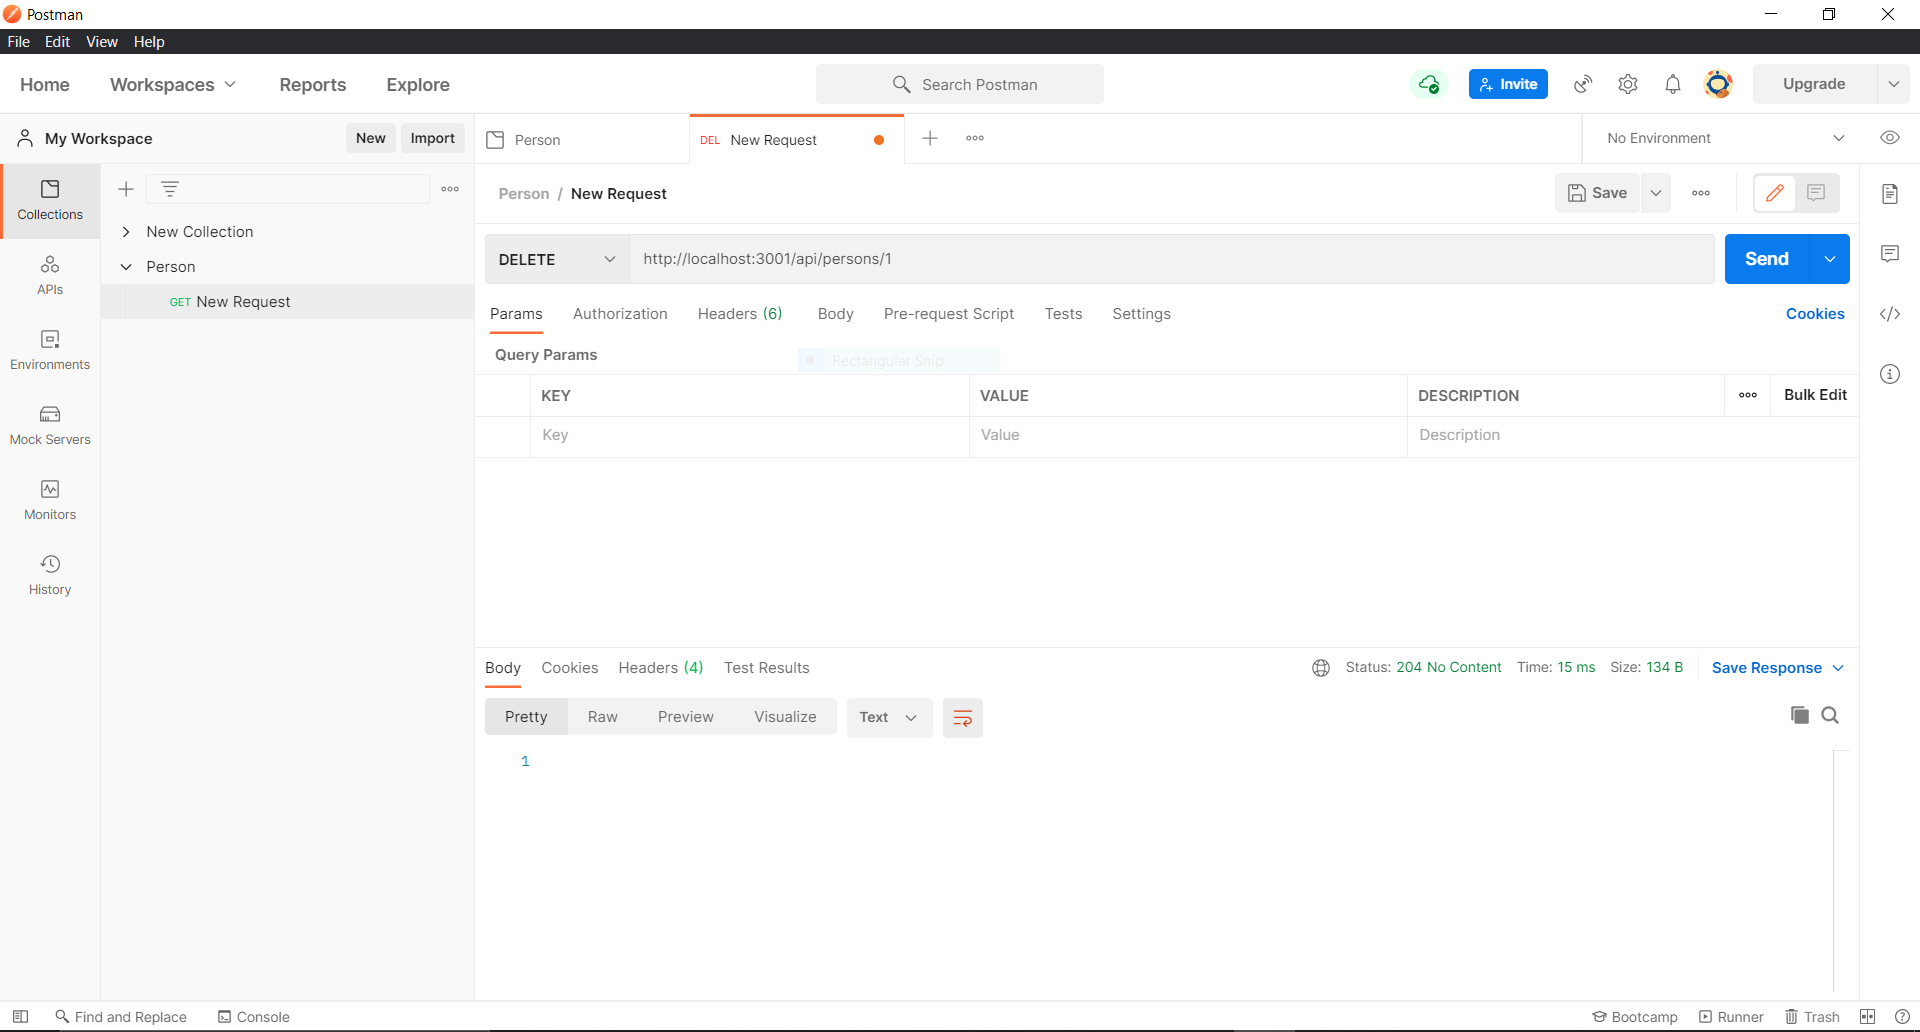 Postman
File Edit View Help
Home Workspaces Reports Explore Search Postman Invite Upgrade
My Workspace New Import Person DEL New Request No Environment
Person / New Request Save
Collections
New Collection
Person
GET New Request
DELETE http://localhost:3001/api/persons/1 Send
APIs
Params Authorization Headers (6) Body Pre-request Script Tests Settings Cookies
Query Params
Rectangular Snip
Environments
KEY VALUE DESCRIPTION Bulk Edit
Key Value Description
Mock Servers
Monitors
History
Body Cookies Headers (4) Test Results Status: 204 No Content Time: 15 ms Size: 134 B Save Response
Pretty Raw Preview Visualize Text
1
Find and Replace Console Bootcamp Runner Trash